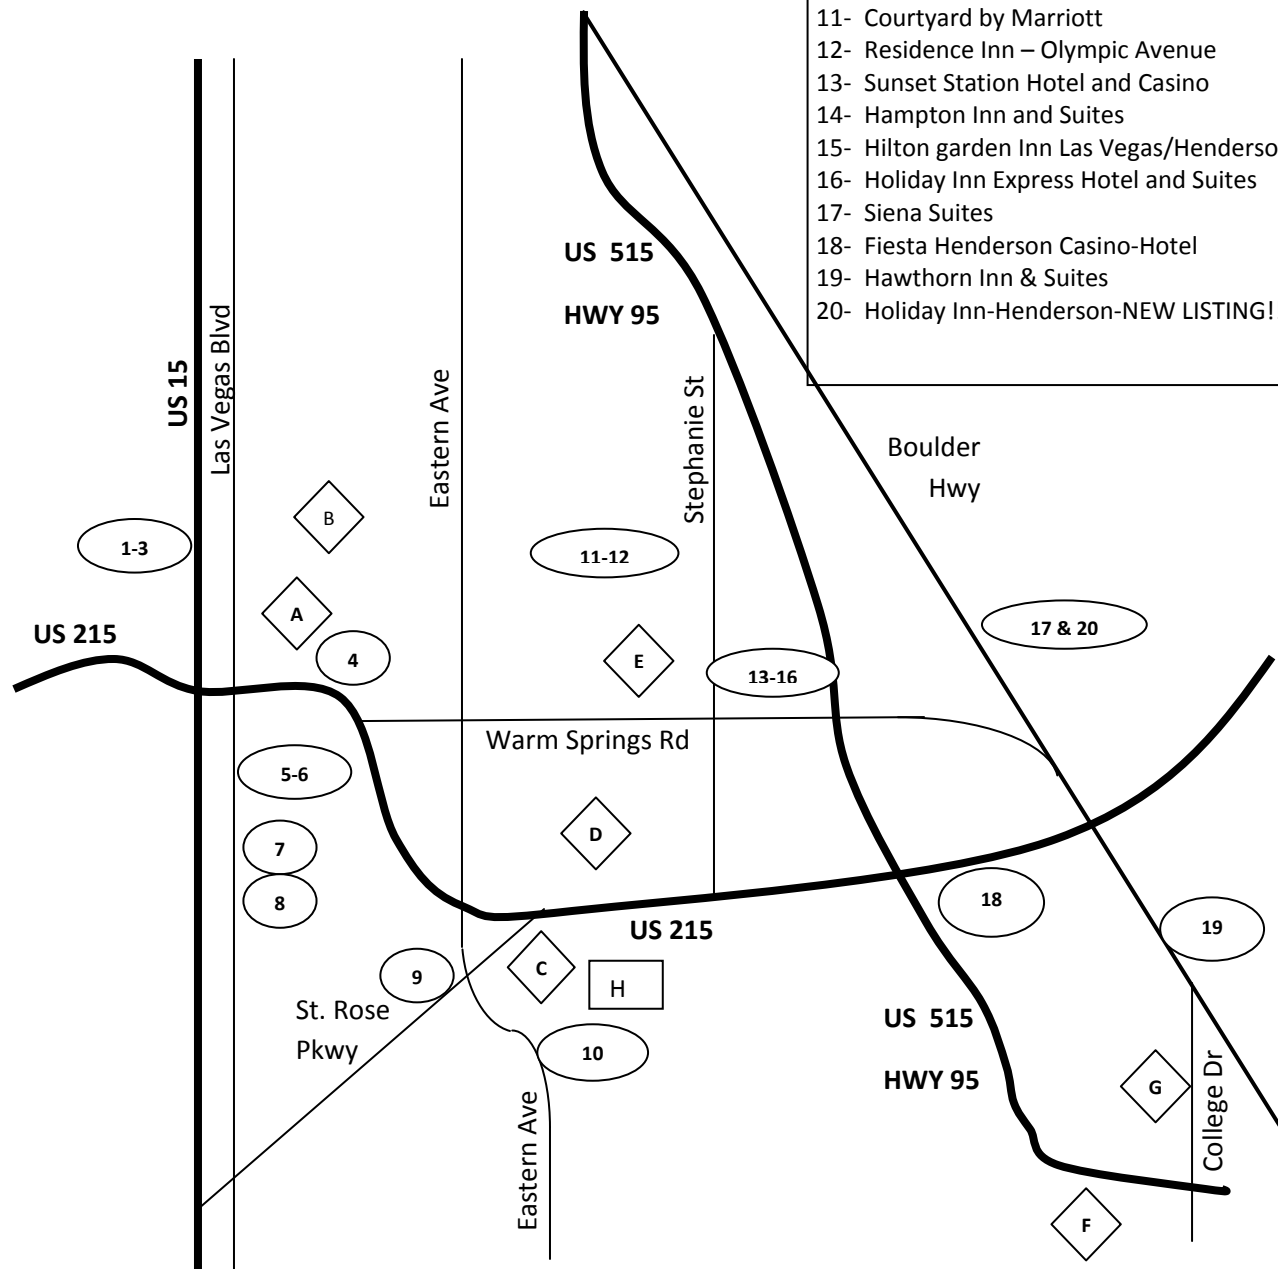 11- Courtyard by Marriott
12- Residence Inn – Olympic Avenue
13- Sunset Station Hotel and Casino
14- Hampton Inn and Suites
15- Hilton garden Inn Las Vegas/Henderso
16- Holiday Inn Express Hotel and Suites
17- Siena Suites
18- Fiesta Henderson Casino-Hotel
19- Hawthorn Inn & Suites
20- Holiday Inn-Henderson-NEW LISTING!
US 515
HWY 95
US 15
Las Vegas Blvd
Eastern Ave
Stephanie St
Boulder
Hwy
B
1-3
11-12
A
US 215
4
E
13-16
17 & 20
Warm Springs Rd
5-6
7
D
8
18
19
US 215
9
C
H
St. Rose
Pkwy
10
US 515
HWY 95
G
College Dr
Eastern Ave
F